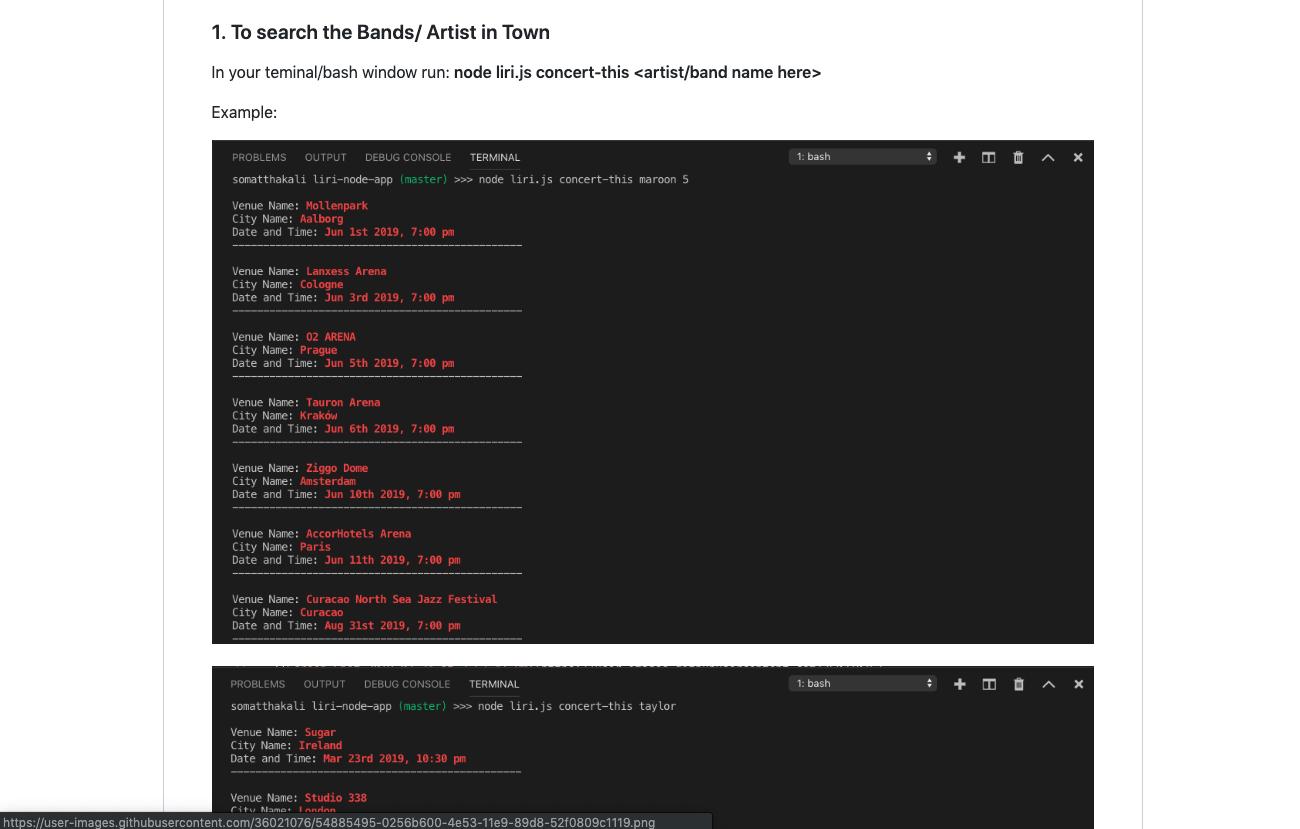 1. To search the Bands/ Artist in Town
In your teminal/bash window run: node liri.js concert-this <artist/band name here>
Example:
PROBLEMS OUTPUT DEBUG CONSOLE TERMINAL 1: bash
somatthakali liri-node-app (master) >>> node liri.js concert-this maroon 5
Venue Name: Mollenpark
City Name: Aalborg
Date and Time: Jun 1st 2019, 7:00 pm
-----------------------------------------------
Venue Name: Lanxess Arena
City Name: Cologne
Date and Time: Jun 3rd 2019, 7:00 pm
-----------------------------------------------
Venue Name: O2 ARENA
City Name: Prague
Date and Time: Jun 5th 2019, 7:00 pm
-----------------------------------------------
Venue Name: Tauron Arena
City Name: Kraków
Date and Time: Jun 6th 2019, 7:00 pm
-----------------------------------------------
Venue Name: Ziggo Dome
City Name: Amsterdam
Date and Time: Jun 10th 2019, 7:00 pm
-----------------------------------------------
Venue Name: AccorHotels Arena
City Name: Paris
Date and Time: Jun 11th 2019, 7:00 pm
-----------------------------------------------
Venue Name: Curacao North Sea Jazz Festival
City Name: Curacao
Date and Time: Aug 31st 2019, 7:00 pm
-----------------------------------------------
PROBLEMS OUTPUT DEBUG CONSOLE TERMINAL 1: bash
somatthakali liri-node-app (master) >>> node liri.js concert-this taylor
Venue Name: Sugar
City Name: Ireland
Date and Time: Mar 23rd 2019, 10:30 pm
-----------------------------------------------
Venue Name: Studio 338
City Name: London
https://user-images.githubusercontent.com/36021076/54885495-0256b600-4e53-11e9-89d8-52f0809c1119.png